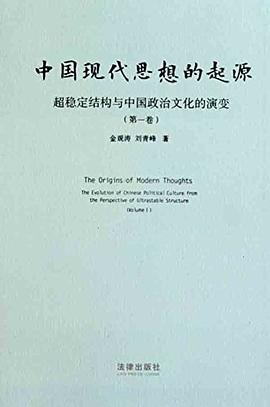 中国现代思想的起源
超稳定结构与中国政治文化的演变
(第一卷)
金观涛 刘青峰 著
The Origins of Modern Thoughts
The Evolution of Chinese Political Culture from
the Perspective of Ultrastable Structure
(Volume I)
法律出版社
LAW PRESS·CHINA